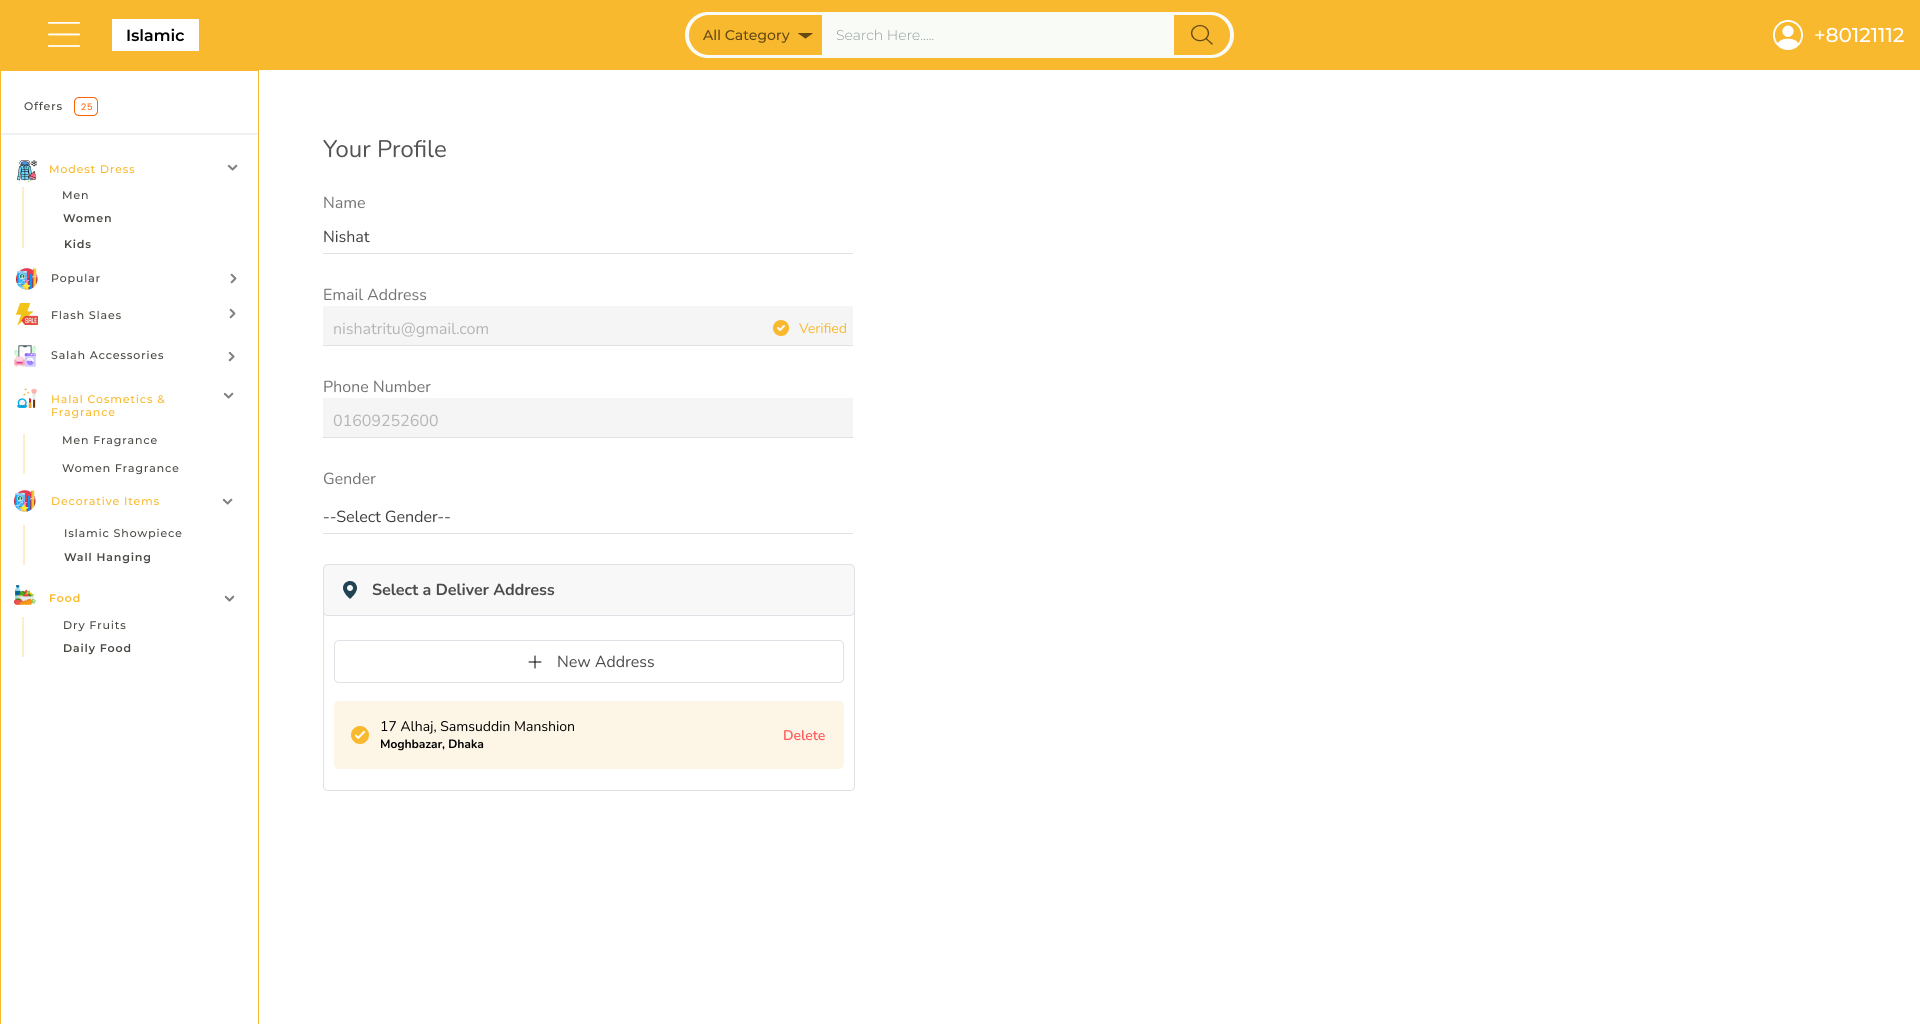 Islamic
All Category
Search Here.....
+80121112
Offers 25
Modest Dress
Men
Women
Kids
Popular
SALE
Flash Slaes
Salah Accessories
Halal Cosmetics &
Fragrance
Men Fragrance
Women Fragrance
Decorative Items
Islamic Showpiece
Wall Hanging
Food
Dry Fruits
Daily Food
Your Profile
Name
Nishat
Email Address
nishatritu@gmail.com
Verified
Phone Number
01609252600
Gender
--Select Gender--
Select a Deliver Address
New Address
17 Alhaj, Samsuddin Manshion
Moghbazar, Dhaka
Delete